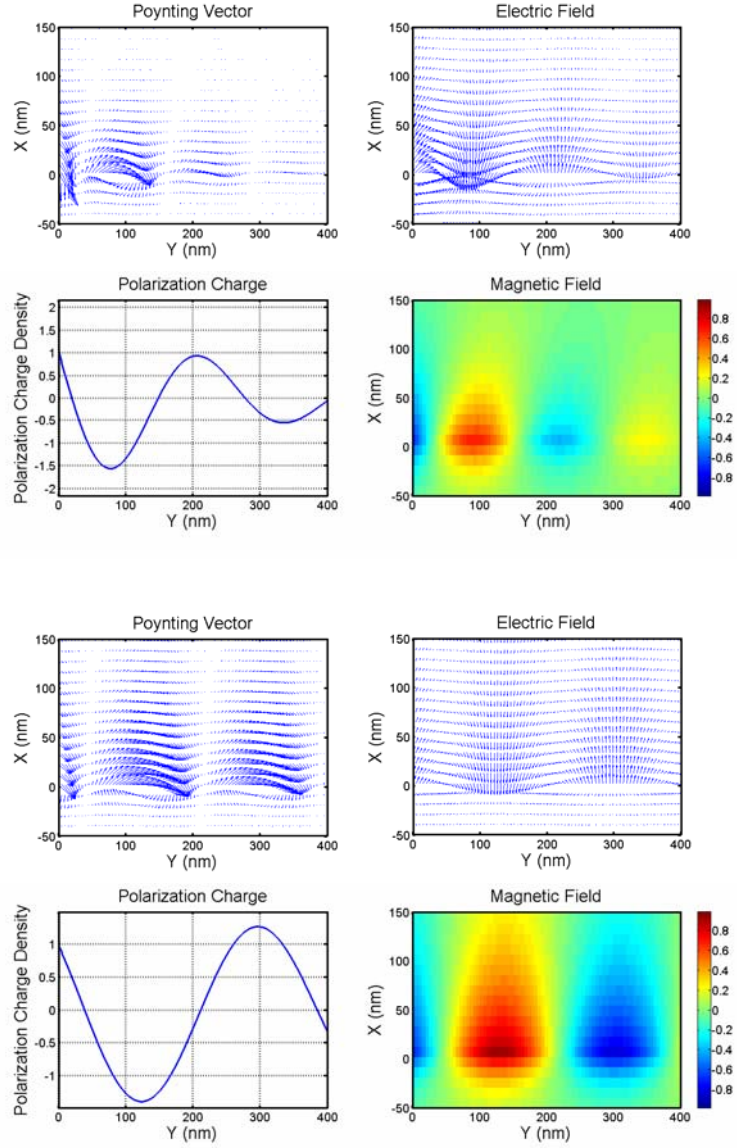 Poynting Vector
Electric Field
X (nm)
150
100
50
0
-50
0 100 200 300 400
Y (nm)
X (nm)
150
100
50
0
-50
0 100 200 300 400
Y (nm)
Polarization Charge
Magnetic Field
Polarization Charge Density
2
1.5
1
0.5
0
-0.5
-1
-1.5
-2
0 100 200 300 400
Y (nm)
X (nm)
150
100
50
0
-50
0 100 200 300 400
Y (nm)
0.8
0.6
0.4
0.2
0
-0.2
-0.4
-0.6
-0.8
Poynting Vector
Electric Field
X (nm)
150
100
50
0
-50
0 100 200 300 400
Y (nm)
X (nm)
150
100
50
0
-50
0 100 200 300 400
Y (nm)
Polarization Charge
Magnetic Field
Polarization Charge Density
1
0.5
0
-0.5
-1
0 100 200 300 400
Y (nm)
X (nm)
150
100
50
0
-50
0 100 200 300 400
Y (nm)
0.8
0.6
0.4
0.2
0
-0.2
-0.4
-0.6
-0.8